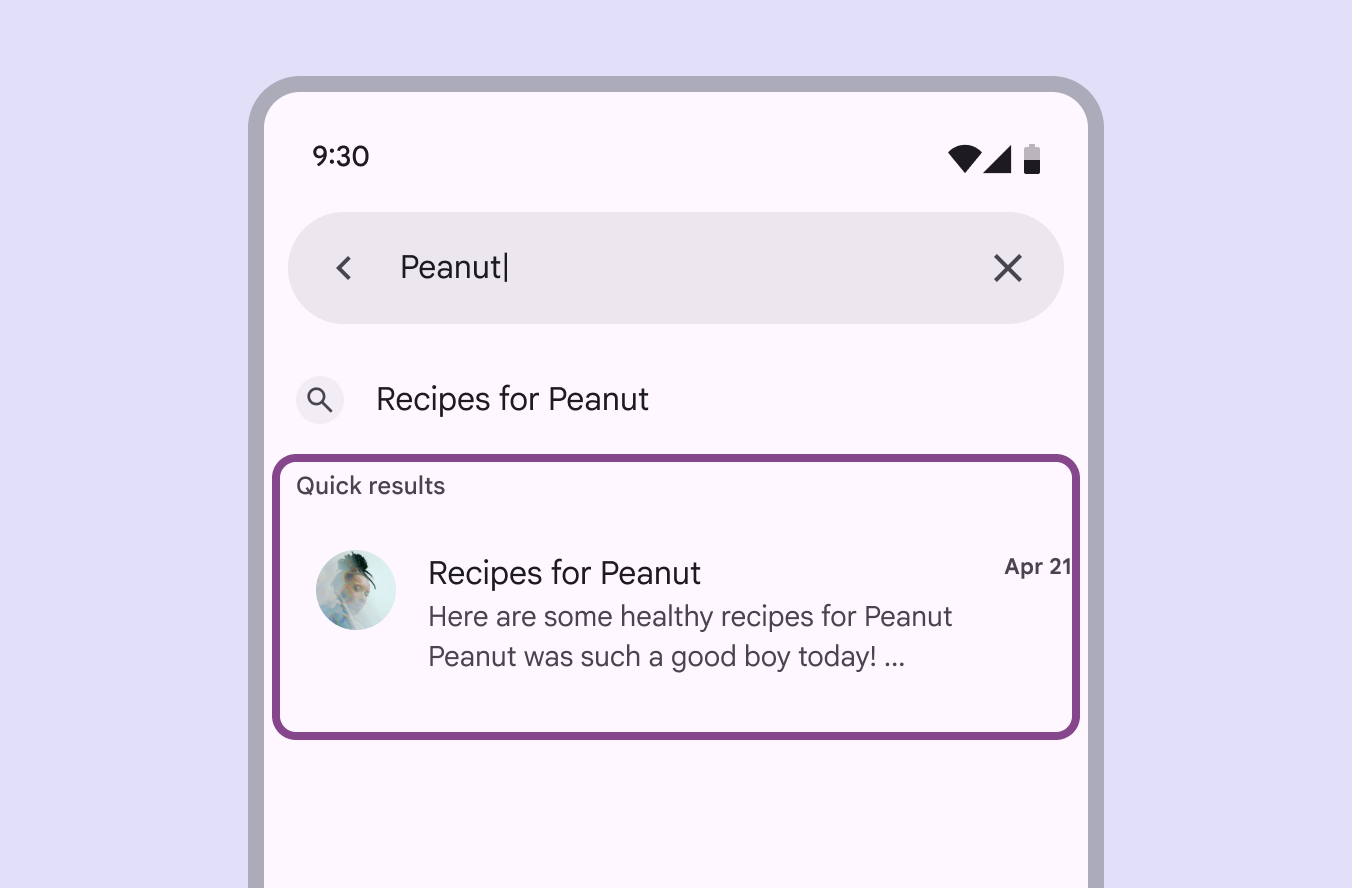 9:30
Peanut
Recipes for Peanut
Quick results
Recipes for Peanut
Apr 21
Here are some healthy recipes for Peanut
Peanut was such a good boy today! ...